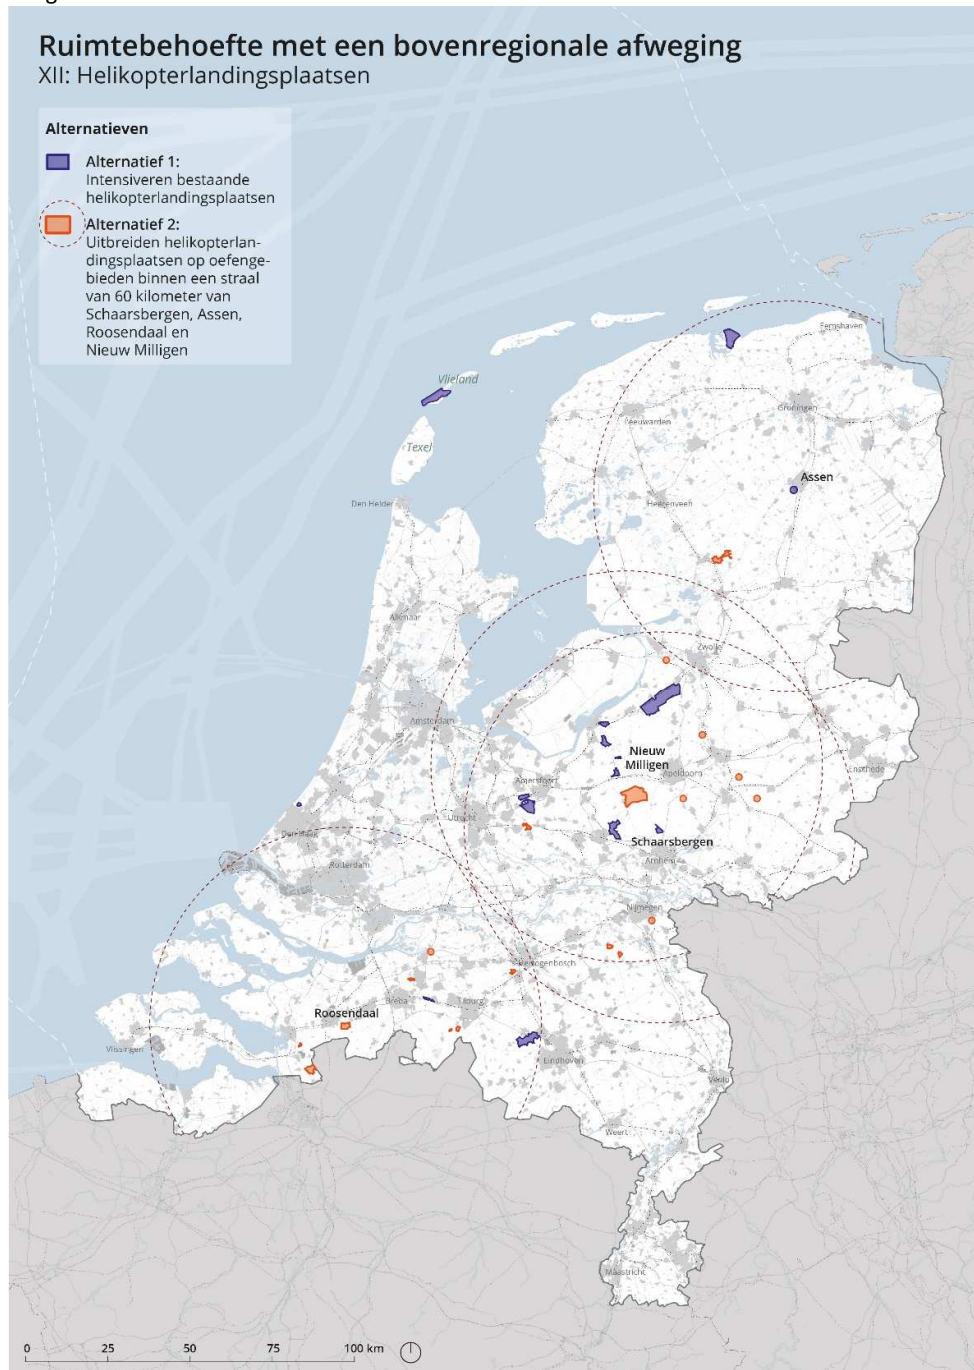 Ruimtebehoefte met een bovenregionale afweging
XII: Helikopterlandingsplaatsen
Alternatieven
Alternatief 1:
Intensiveren bestaande
helikopterlandingsplaatsen
Alternatief 2:
Uitbreiden helikopterlan-
dingsplaatsen op oefenge-
bieden binnen een straal
van 60 kilometer van
Schaarsbergen, Assen,
Roosendaal en
Nieuw Milligen
Eemshaven
Vlieland
Groningen
Leeuwarden
Texel
Assen
Den Helder
Heerenveen
Alkmaar
Zwolle
Amsterdam
Nieuw
Milligen
Enschede
Amersfoort
Apeldoorn
Utrecht
Den Haag
Schaarsbergen
Rotterdam
Arnhem
Nijmegen
's-Hertogenbosch
Breda
Tilburg
Roosendaal
Vlissingen
Eindhoven
Venlo
Weert
Maastricht
0 25 50 75 100 km